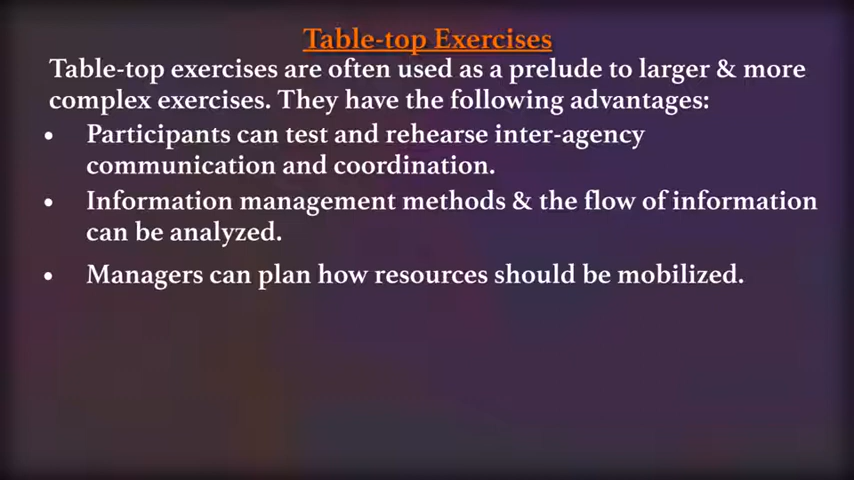 Table-top Exercises
Table-top exercises are often used as a prelude to larger & more
complex exercises. They have the following advantages:
• Participants can test and rehearse inter-agency
communication and coordination.
• Information management methods & the flow of information
can be analyzed.
• Managers can plan how resources should be mobilized.